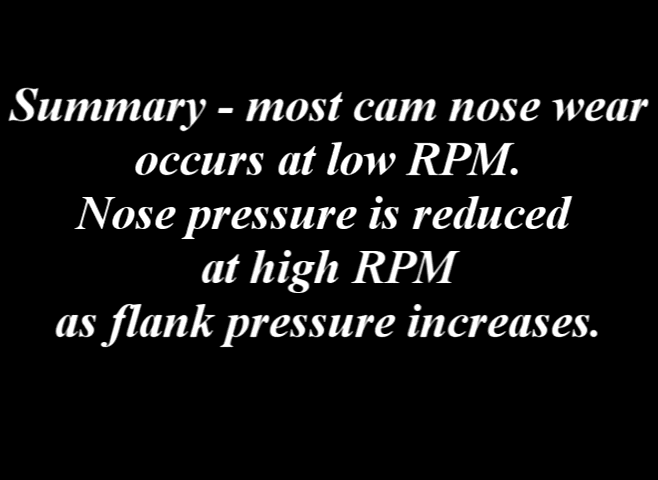 Summary - most cam nose wear
occurs at low RPM.
Nose pressure is reduced
at high RPM
as flank pressure increases.